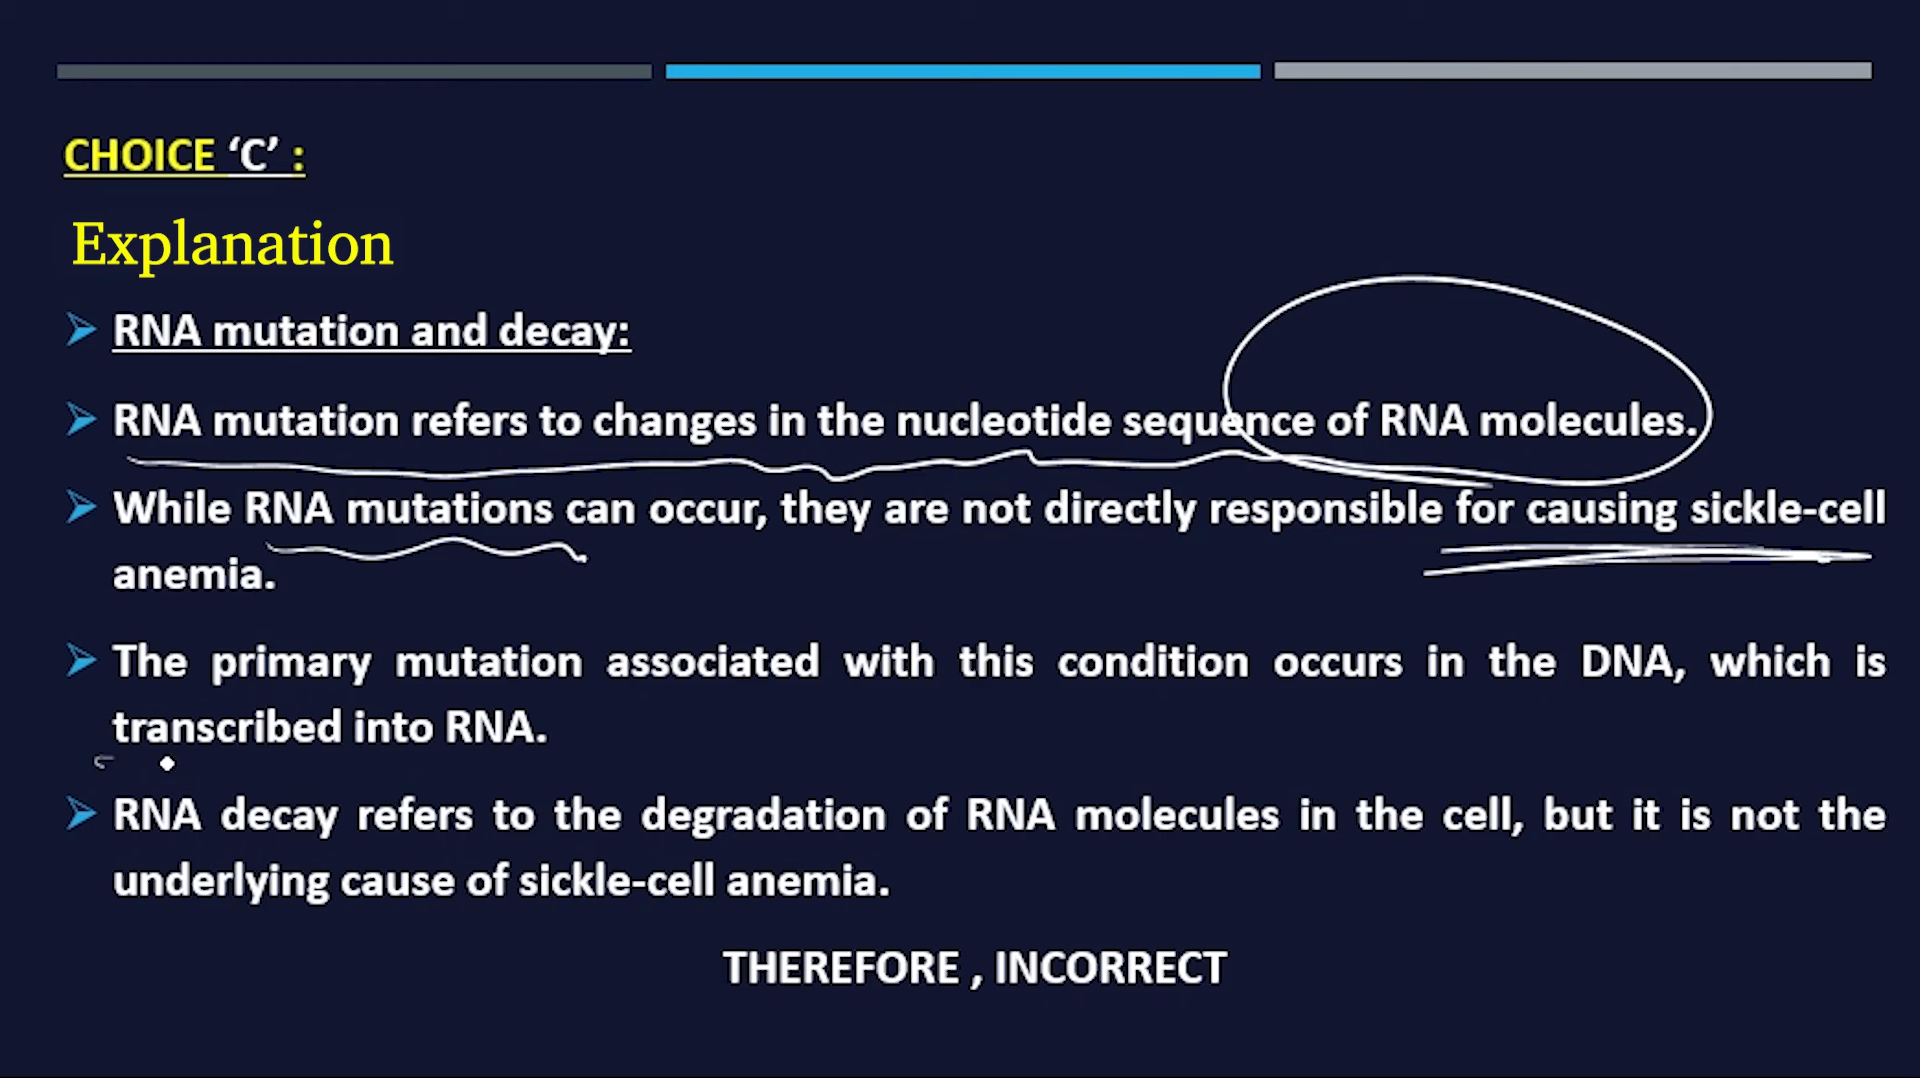 CHOICE ‘C’ :
Explanation
RNA mutation and decay:
RNA mutation refers to changes in the nucleotide sequence of RNA molecules.
While RNA mutations can occur, they are not directly responsible for causing sickle-cell
anemia.
The primary mutation associated with this condition occurs in the DNA, which is
transcribed into RNA.
RNA decay refers to the degradation of RNA molecules in the cell, but it is not the
underlying cause of sickle-cell anemia.
THEREFORE , INCORRECT